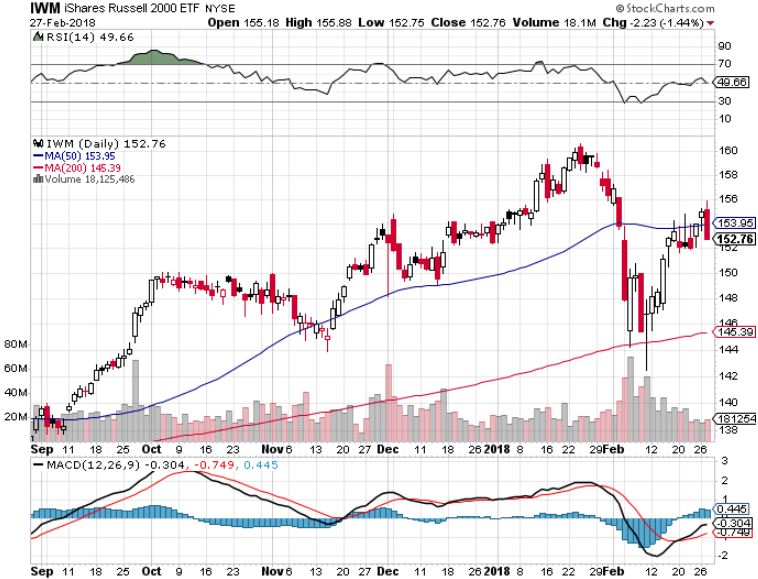 IWM iShares Russell 2000 ETF NYSE © StockCharts.com
27-Feb-2018 Open 155.18 High 155.88 Low 152.75 Close 152.76 Volume 18.1M Chg -2.23 (-1.44%)
RSI(14) 49.66
90
70
49.66
30
10
IWM (Daily) 152.76
MA(50) 153.95
MA(200) 145.39
Volume 18,125,486
160
158
156
153.95
152.76
152
150
148
146
145.39
144
142
140
138
80M
60M
40M
20M
181254
Sep 11 18 25 Oct 9 16 23 Nov 6 13 20 27 Dec 11 18 26 2018 8 16 22 29 Feb 12 20 26
MACD(12,26,9) -0.304, -0.749, 0.445
3
2
1
0.445
-0.304
-0.749
-2
Sep 11 18 25 Oct 9 16 23 Nov 6 13 20 27 Dec 11 18 26 2018 8 16 22 29 Feb 12 20 26